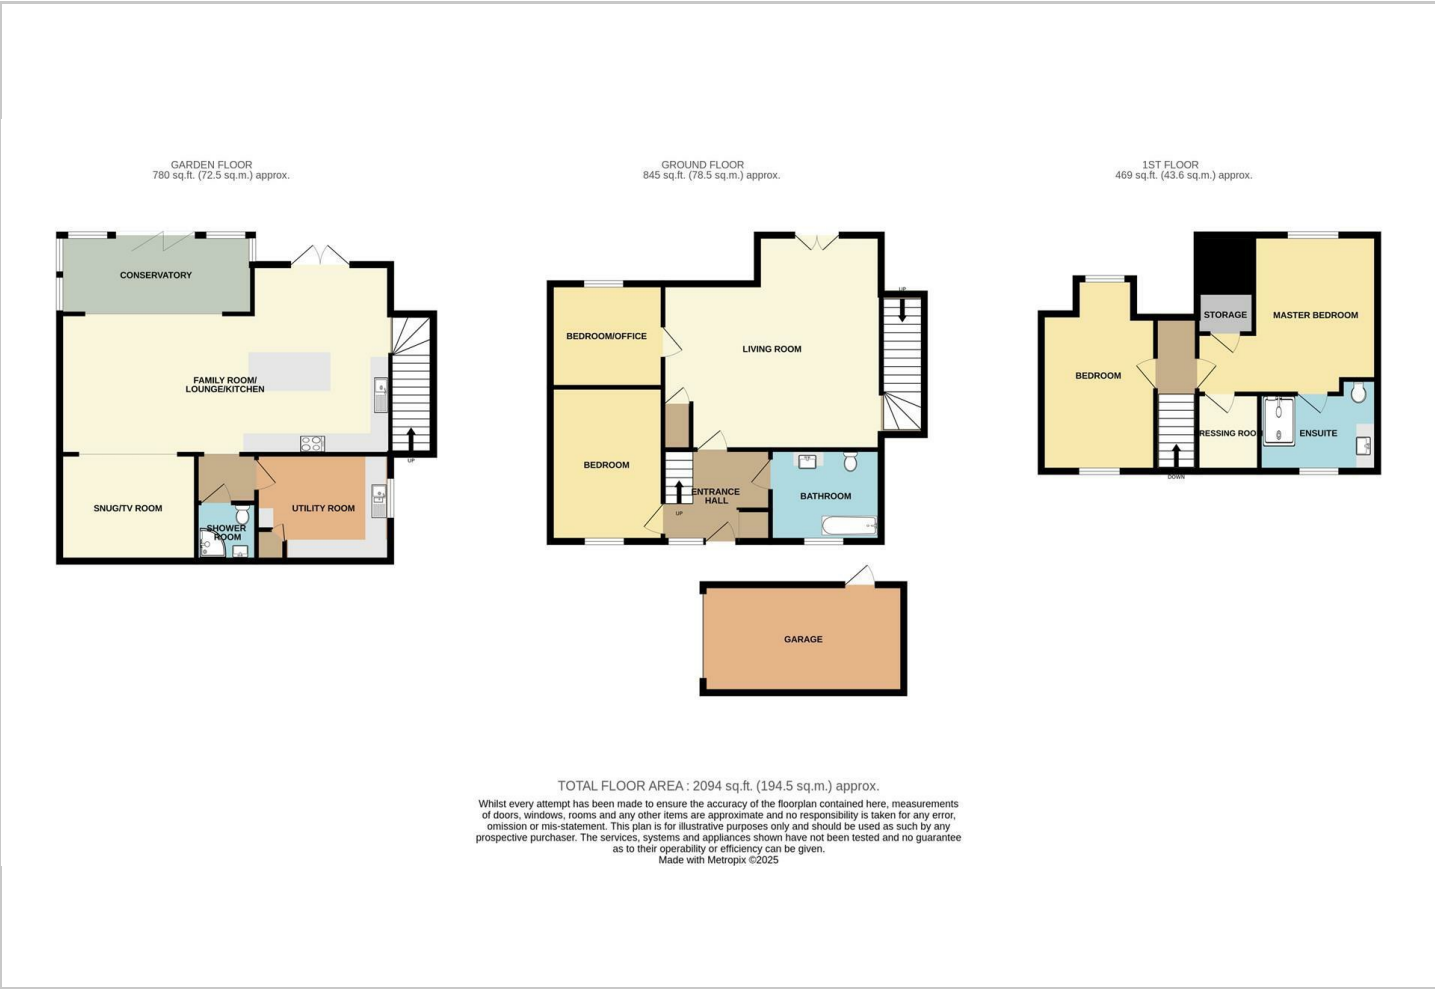 GARDEN FLOOR
780 sq.ft. (72.5 sq.m.) approx.
GROUND FLOOR
845 sq.ft. (78.5 sq.m.) approx.
1ST FLOOR
469 sq.ft. (43.6 sq.m.) approx.
CONSERVATORY
FAMILY ROOM/
LOUNGE/KITCHEN
UP
SNUG/TV ROOM
SHOWER
ROOM
UTILITY ROOM
UP
BEDROOM/OFFICE
LIVING ROOM
BEDROOM
ENTRANCE
HALL
UP
BATHROOM
GARAGE
STORAGE
MASTER BEDROOM
BEDROOM
DRESSING ROOM
ENSUITE
DOWN
TOTAL FLOOR AREA : 2094 sq.ft. (194.5 sq.m.) approx.
Whilst every attempt has been made to ensure the accuracy of the floorplan contained here, measurements
of doors, windows, rooms and any other items are approximate and no responsibility is taken for any error,
omission or mis-statement. This plan is for illustrative purposes only and should be used as such by any
prospective purchaser. The services, systems and appliances shown have not been tested and no guarantee
as to their operability or efficiency can be given.
Made with Metropix ©2025